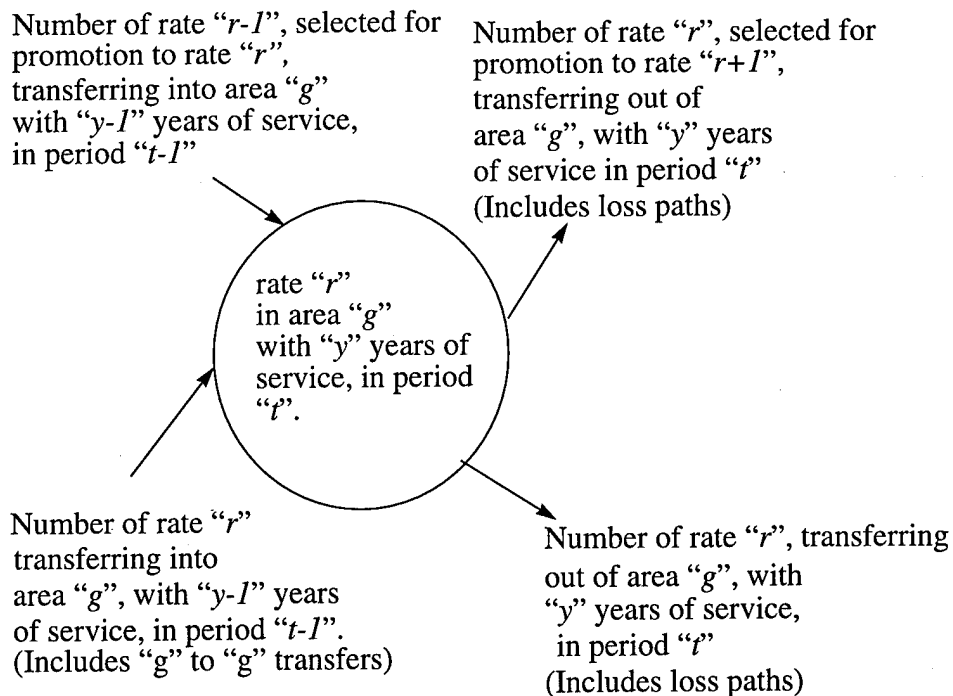 Number of rate “r-1”, selected for
promotion to rate “r”,
transferring into area “g”
with “y-1” years of service,
in period “t-1”
Number of rate “r”, selected for
promotion to rate “r+1”,
transferring out of
area “g”, with “y” years
of service in period “t”
(Includes loss paths)
rate “r”
in area “g”
with “y” years of
service, in period
“t”.
Number of rate “r”
transferring into
area “g”, with “y-1” years
of service, in period “t-1”.
(Includes “g” to “g” transfers)
Number of rate “r”, transferring
out of area “g”, with
“y” years of service,
in period “t”
(Includes loss paths)